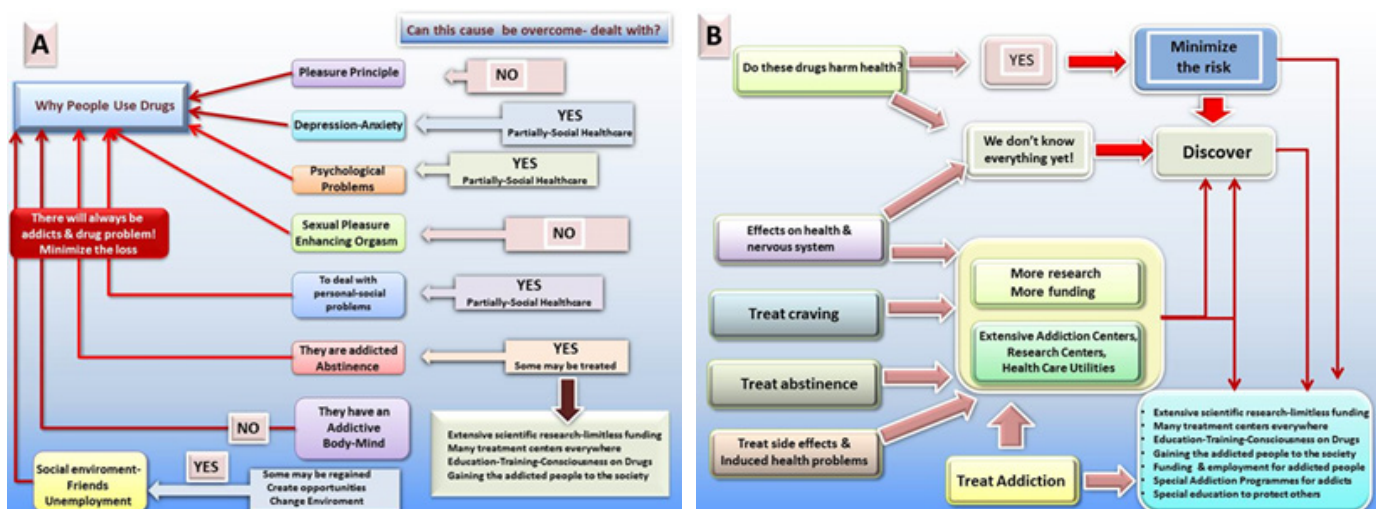 A
Can this cause be overcome- dealt with?
Why People Use Drugs
Pleasure Principle
NO
Depression-Anxiety
YES
Partially-Social Healthcare
Psychological
Problems
YES
Partially-Social Healthcare
There will always be
addicts & drug problem!
Minimize the loss
Sexual Pleasure
Enhancing Orgasm
NO
To deal with
personal-social
problems
YES
Partially-Social Healthcare
They are addicted
Abstinence
YES
Some may be treated
NO
They have an
Addictive
Body-Mind
Extensive scientific research-limitless funding
Many treatment centers everywhere
Education-Training-Consciousness on Drugs
Gaining the addicted people to the society
Social enviroment-
Friends
Unemployment
YES
Some may be regained
Create opportunities
Change Enviroment
B
Do these drugs harm health?
YES
Minimize
the risk
We don't know
everything yet!
Discover
Effects on health &
nervous system
More research
More funding
Treat craving
Extensive Addiction Centers,
Research Centers,
Health Care Utilities
Treat abstinence
Treat side effects &
Induced health problems
Treat Addiction
• Extensive scientific research-limitless funding
• Many treatment centers everywhere
• Education-Training-Consciousness on Drugs
• Gaining the addicted people to the society
• Funding & employment for addicted people
• Special Addiction Programmes for addicts
• Special education to protect others